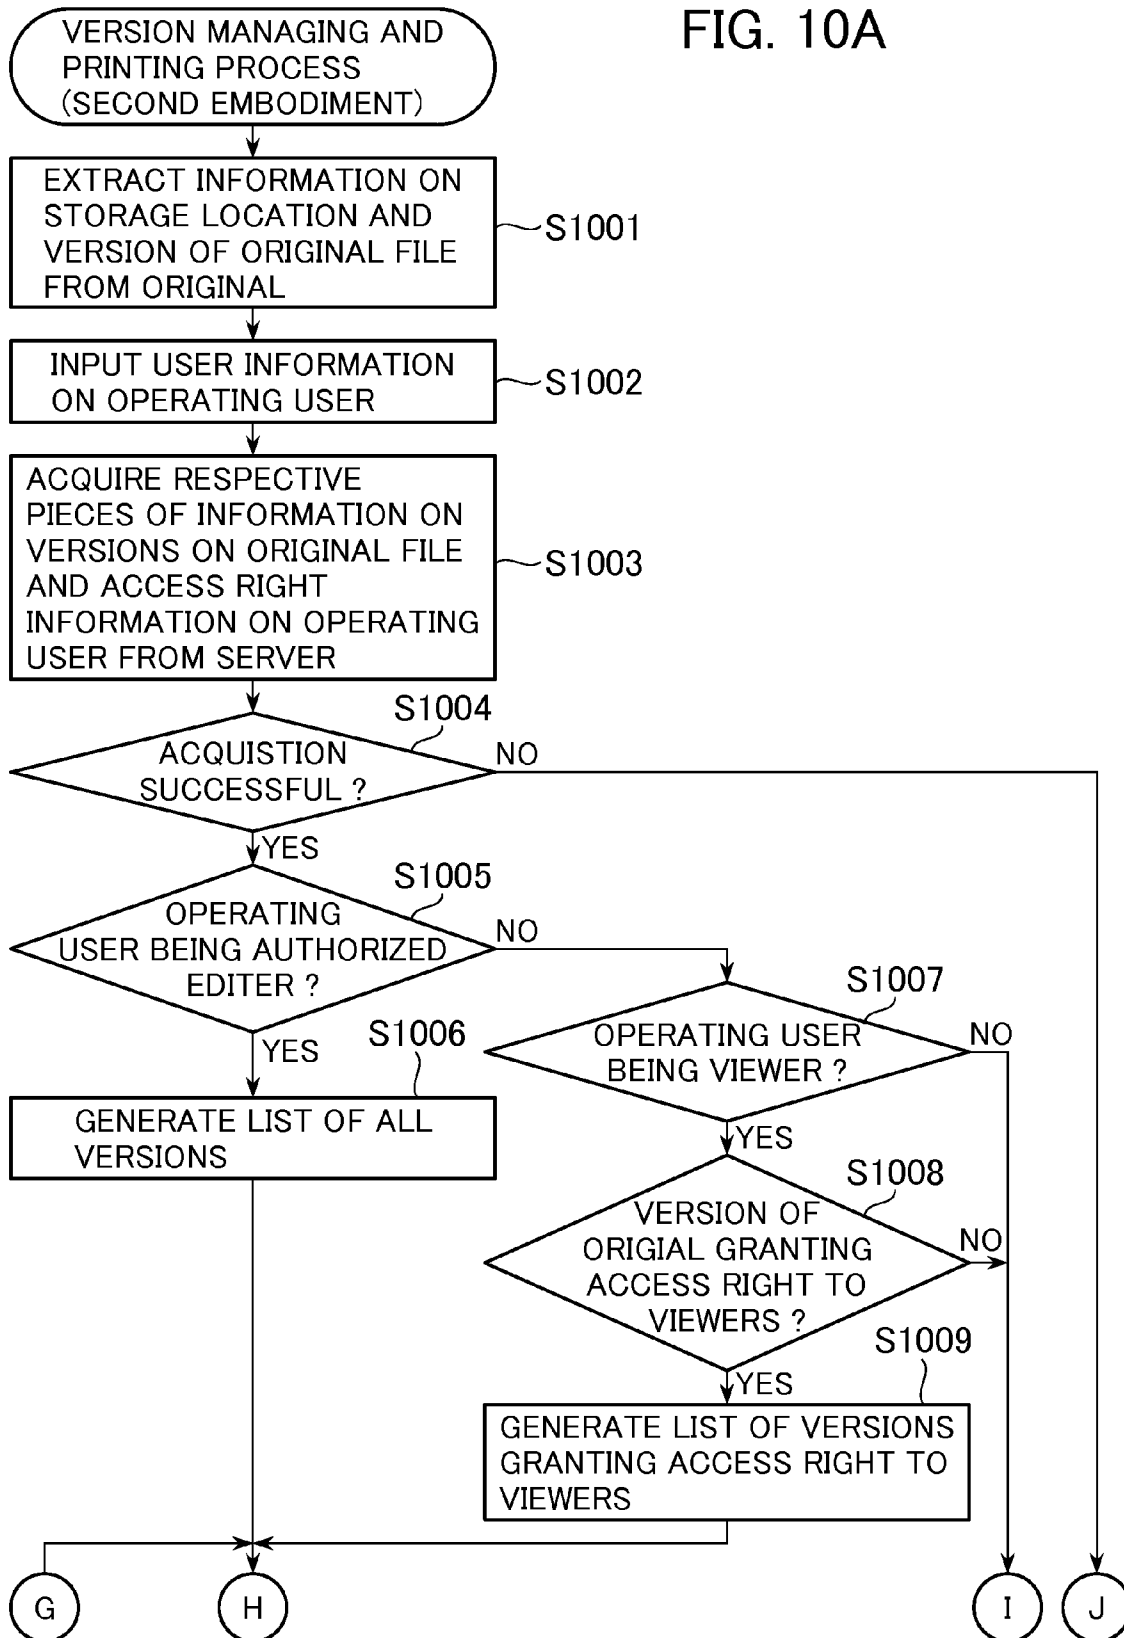 FIG. 10A
VERSION MANAGING AND
PRINTING PROCESS
(SECOND EMBODIMENT)
EXTRACT INFORMATION ON
STORAGE LOCATION AND
VERSION OF ORIGINAL FILE
FROM ORIGINAL
S1001
INPUT USER INFORMATION
ON OPERATING USER
S1002
ACQUIRE RESPECTIVE
PIECES OF INFORMATION ON
VERSIONS ON ORIGINAL FILE
AND ACCESS RIGHT
INFORMATION ON OPERATING
USER FROM SERVER
S1003
S1004
ACQUISTION
SUCCESSFUL ?
NO
YES
S1005
OPERATING
USER BEING AUTHORIZED
EDITER ?
NO
YES
S1006
GENERATE LIST OF ALL
VERSIONS
S1007
OPERATING USER
BEING VIEWER ?
NO
YES
S1008
VERSION OF
ORIGIAL GRANTING
ACCESS RIGHT TO
VIEWERS ?
NO
YES
S1009
GENERATE LIST OF VERSIONS
GRANTING ACCESS RIGHT TO
VIEWERS
G
H
I
J